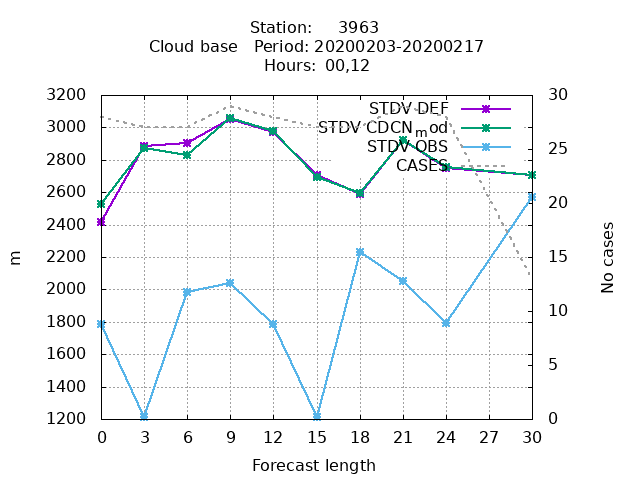 Station: 3963
Cloud base Period: 20200203-20200217
Hours: 00,12
3200 30
STDV DEF
3000 STDV CDCNmod
STDV OBS 25
2800 CASES
2600
2400 20
2200
2000 15
1800 10
1600
1400 5
1200 0
m
No cases
0 3 6 9 12 15 18 21 24 27 30
Forecast length